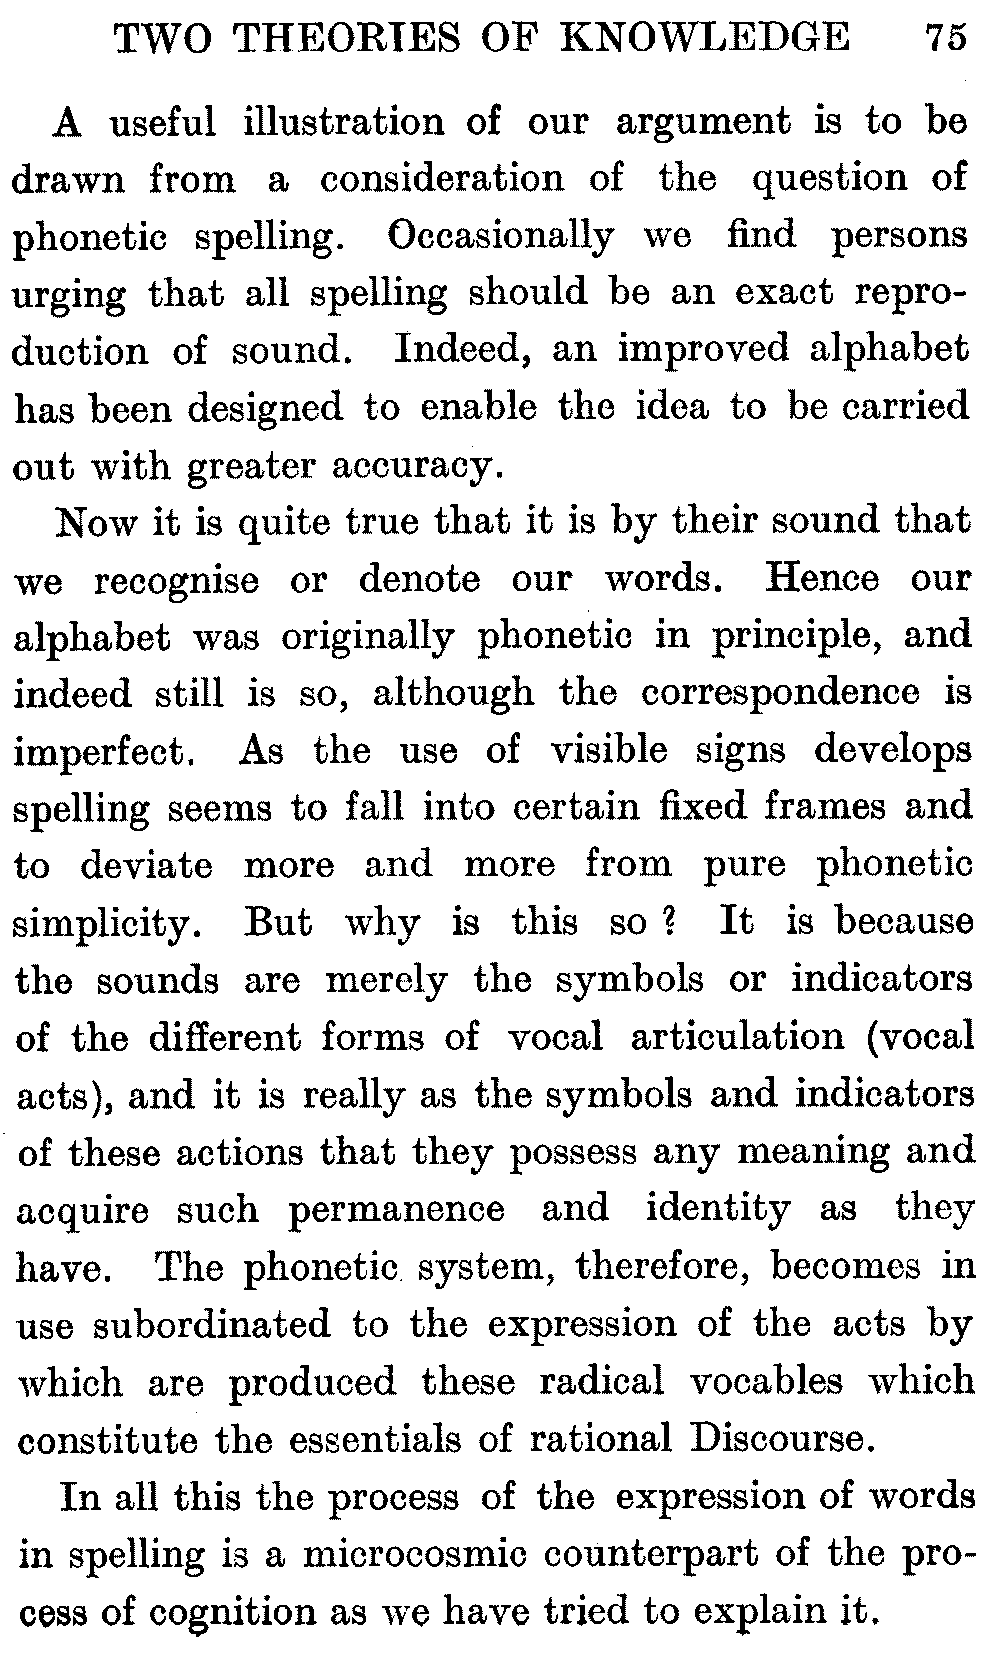 TWO THEORIES OF KNOWLEDGE 75
A useful illustration of our argument is to be
drawn from a consideration of the question of
phonetic spelling. Occasionally we find persons
urging that all spelling should be an exact repro-
duction of sound. Indeed, an improved alphabet
has been designed to enable the idea to be carried
out with greater accuracy.
Now it is quite true that it is by their sound that
we recognise or denote our words. Hence our
alphabet was originally phonetic in principle, and
indeed still is so, although the correspondence is
imperfect. As the use of visible signs develops
spelling seems to fall into certain fixed frames and
to deviate more and more from pure phonetic
simplicity. But why is this so ? It is because
the sounds are merely the symbols or indicators
of the different forms of vocal articulation (vocal
acts), and it is really as the symbols and indicators
of these actions that they possess any meaning and
acquire such permanence and identity as they
have. The phonetic system, therefore, becomes in
use subordinated to the expression of the acts by
which are produced these radical vocables which
constitute the essentials of rational Discourse.
In all this the process of the expression of words
in spelling is a microcosmic counterpart of the pro-
cess of cognition as we have tried to explain it.